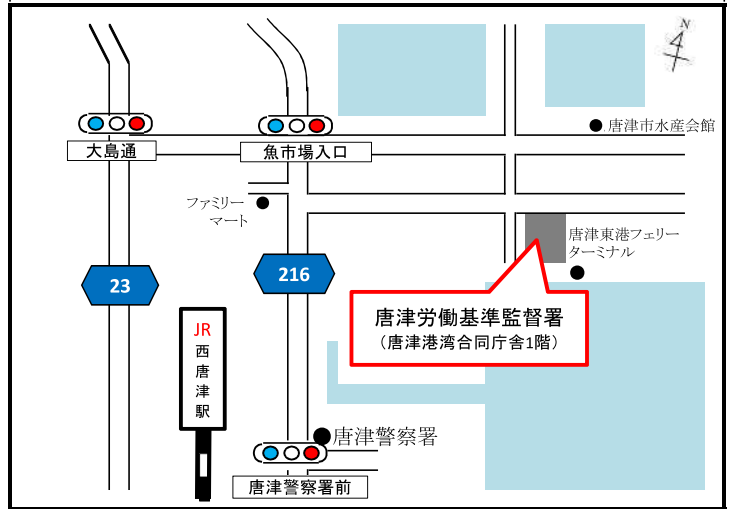 N
唐津市水産会館
大島通
魚市場入口
ファミリー
マート
唐津東港フェリー
ターミナル
23
216
唐津労働基準監督署
（唐津港湾合同庁舎1階）
JR
西
唐
津
駅
唐津警察署
唐津警察署前